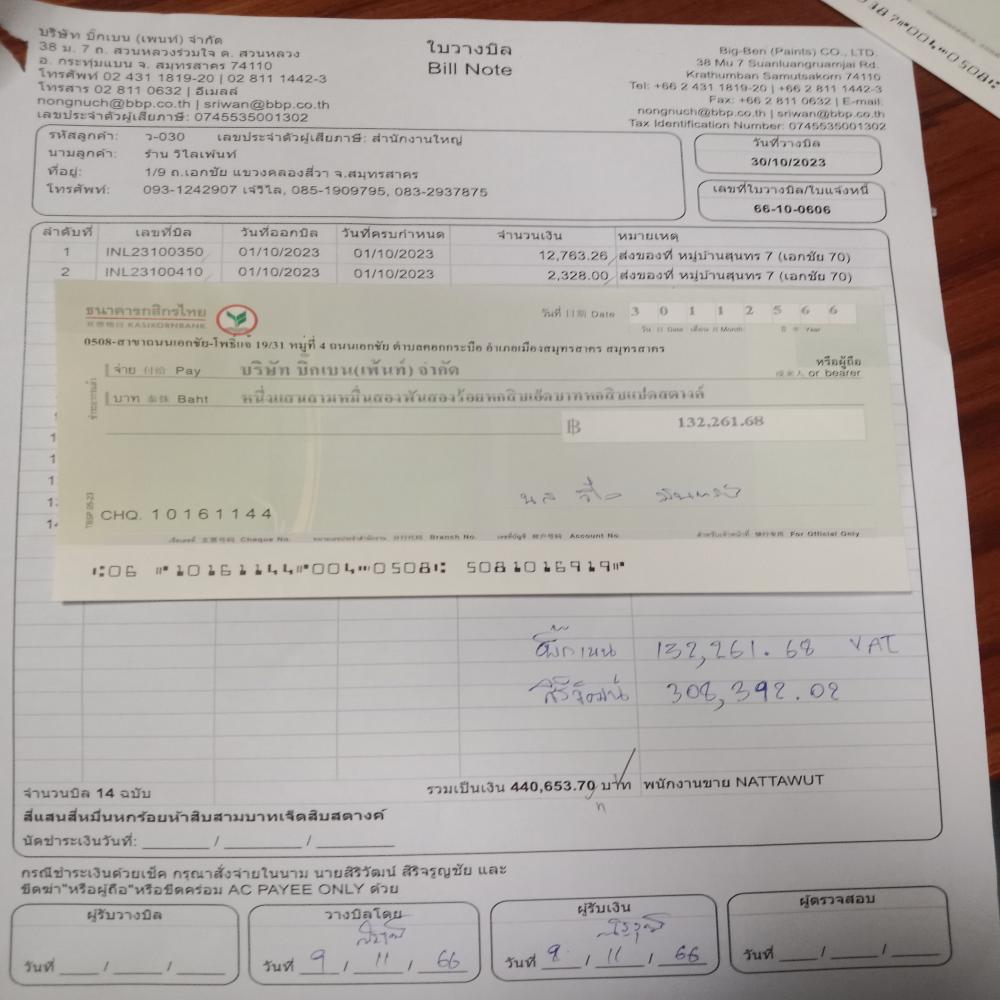 บริษัท บิ๊กเบน (เพนท์) จำกัด
38 ม. 7 ถ. สวนหลวงร่วมใจ ต. สวนหลวง
อ. กระทุ่มแบน จ. สมุทรสาคร 74110
โทรศัพท์ 02 431 1819-20 | 02 811 1442-3
โทรสาร 02 811 0632 | อีเมลล์
nongnuch@bbp.co.th | sriwan@bbp.co.th
เลขประจำตัวผู้เสียภาษี: 0745535001302
ใบวางบิล
Bill Note
Big-Ben (Paints) CO., LTD.
38 Mu 7 Suanluangruamjai Rd.
Krathumban Samutsakorn 74110
Tel: +66 2 431 1819-20 | +66 2 811 1442-3
Fax: +66 2 811 0632 | E-mail:
nongnuch@bbp.co.th | sriwan@bbp.co.th
Tax Identification Number: 0745535001302
รหัสลูกค้า: ว-030 เลขประจำตัวผู้เสียภาษี: สำนักงานใหญ่
นามลูกค้า: ร้าน วิไลเพ้นท์
ที่อยู่: 1/9 ถ.เอกชัย แขวงคลองสี่วา จ.สมุทรสาคร
โทรศัพท์: 093-1242907 เจ๊วิไล, 085-1909795, 083-2937875
วันที่วางบิล
30/10/2023
เลขที่ใบวางบิล/ใบแจ้งหนี้
66-10-0606
ลำดับที่ เลขที่บิล วันที่ออกบิล วันที่ครบกำหนด จำนวนเงิน หมายเหตุ
1 INL23100350 01/10/2023 01/10/2023 12,763.26 ส่งของที่ หมู่บ้านสุนทร 7 (เอกชัย 70)
2 INL23100410 01/10/2023 01/10/2023 2,328.00 ส่งของที่ หมู่บ้านสุนทร 7 (เอกชัย 70)
ธนาคารกสิกรไทย
KASIKORNBANK
วันที่ 日期 Date 3 0 1 1 2 5 6 6
0508-สาขาถนนเอกชัย-โพธิ์แจ้ 19/31 หมู่ที่ 4 ถนนเอกชัย ตำบลคอกกระบือ อำเภอเมืองสมุทรสาคร สมุทรสาคร
จ่าย 付給 Pay บริษัท บิ๊กเบน(เพ้นท์) จำกัด
หรือผู้ถือ
or bearer
บาท Baht หนึ่งแสนสามหมื่นสองพันสองร้อยหกสิบเอ็ดบาทหกสิบแปดสตางค์
฿ 132,261.68
TBSP 05-23
CHQ. 10161144
Cheque No. Branch No. Account No. For Official Only
⑆06 ⑈10161144⑈004⑉0508⑆ 5081016919⑈
บิ๊กเบน 132,261.68 VAT
สิริวัฒน์ 308,392.02
จำนวนบิล 14 ฉบับ รวมเป็นเงิน 440,653.70 บาท พนักงานขาย NATTAWUT
สี่แสนสี่หมื่นหกร้อยห้าสิบสามบาทเจ็ดสิบสตางค์
นัดชำระเงินวันที่: ______ / ______ / ______
กรณีชำระเงินด้วยเช็ค กรุณาสั่งจ่ายในนาม นายสิริวัฒน์ สิริจรูญชัย และ
ขีดฆ่า"หรือผู้ถือ"หรือขีดคร่อม AC PAYEE ONLY ด้วย
ผู้รับวางบิล วางบิลโดย ผู้รับเงิน ผู้ตรวจสอบ
วันที่ ___ / ___ / ___ วันที่ 9 / 11 / 66 วันที่ 9 / 11 / 66 วันที่ ___ / ___ / ___